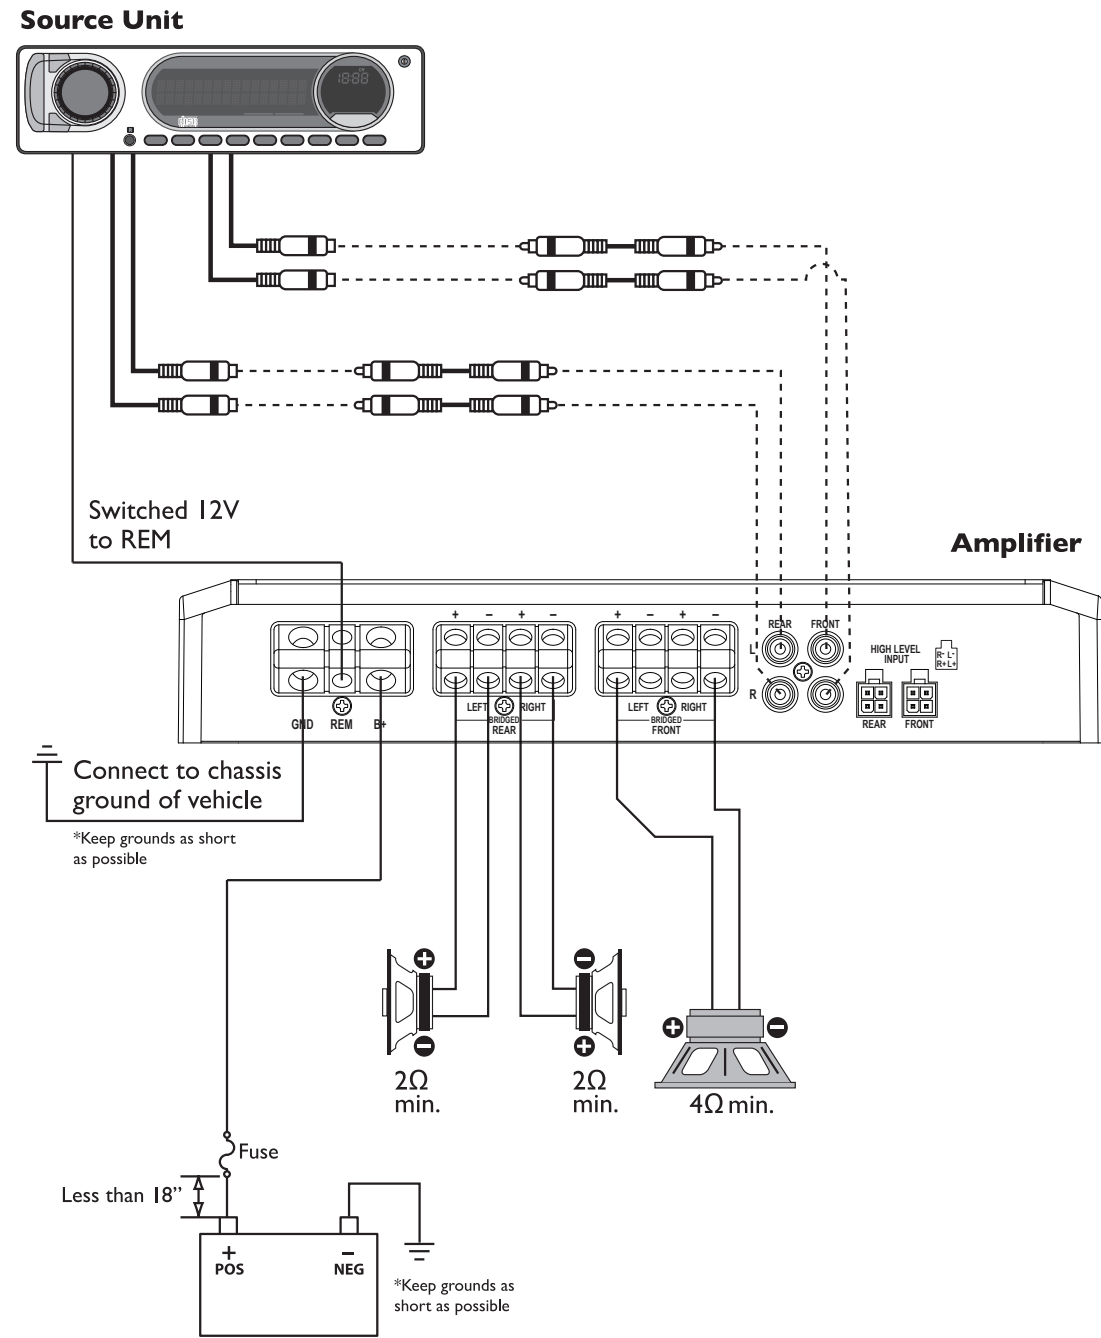 Source Unit
18:88
Switched 12V
to REM
Amplifier
+ – + –
+ – + –
REAR FRONT
L
R
HIGH LEVEL
INPUT
R- L-
R+ L+
REAR FRONT
GND REM B+
LEFT RIGHT
BRIDGED
REAR
LEFT RIGHT
BRIDGED
FRONT
Connect to chassis
ground of vehicle
*Keep grounds as short
as possible
+
–
–
+
+ –
2Ω
min.
2Ω
min.
4Ω min.
Fuse
Less than 18”
+
POS
–
NEG
*Keep grounds as
short as possible